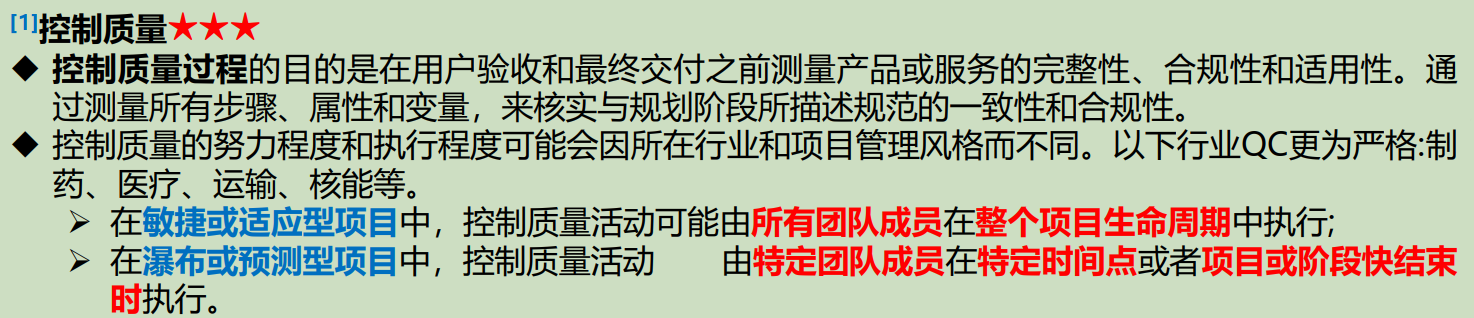 [1]控制质量★★★
◆ 控制质量过程的目的是在用户验收和最终交付之前测量产品或服务的完整性、合规性和适用性。通
过测量所有步骤、属性和变量，来核实与规划阶段所描述规范的一致性和合规性。
◆ 控制质量的努力程度和执行程度可能会因所在行业和项目管理风格而不同。以下行业QC更为严格:制
药、医疗、运输、核能等。
➢ 在敏捷或适应型项目中，控制质量活动可能由所有团队成员在整个项目生命周期中执行;
➢ 在瀑布或预测型项目中，控制质量活动 由特定团队成员在特定时间点或者项目或阶段快结束
时执行。